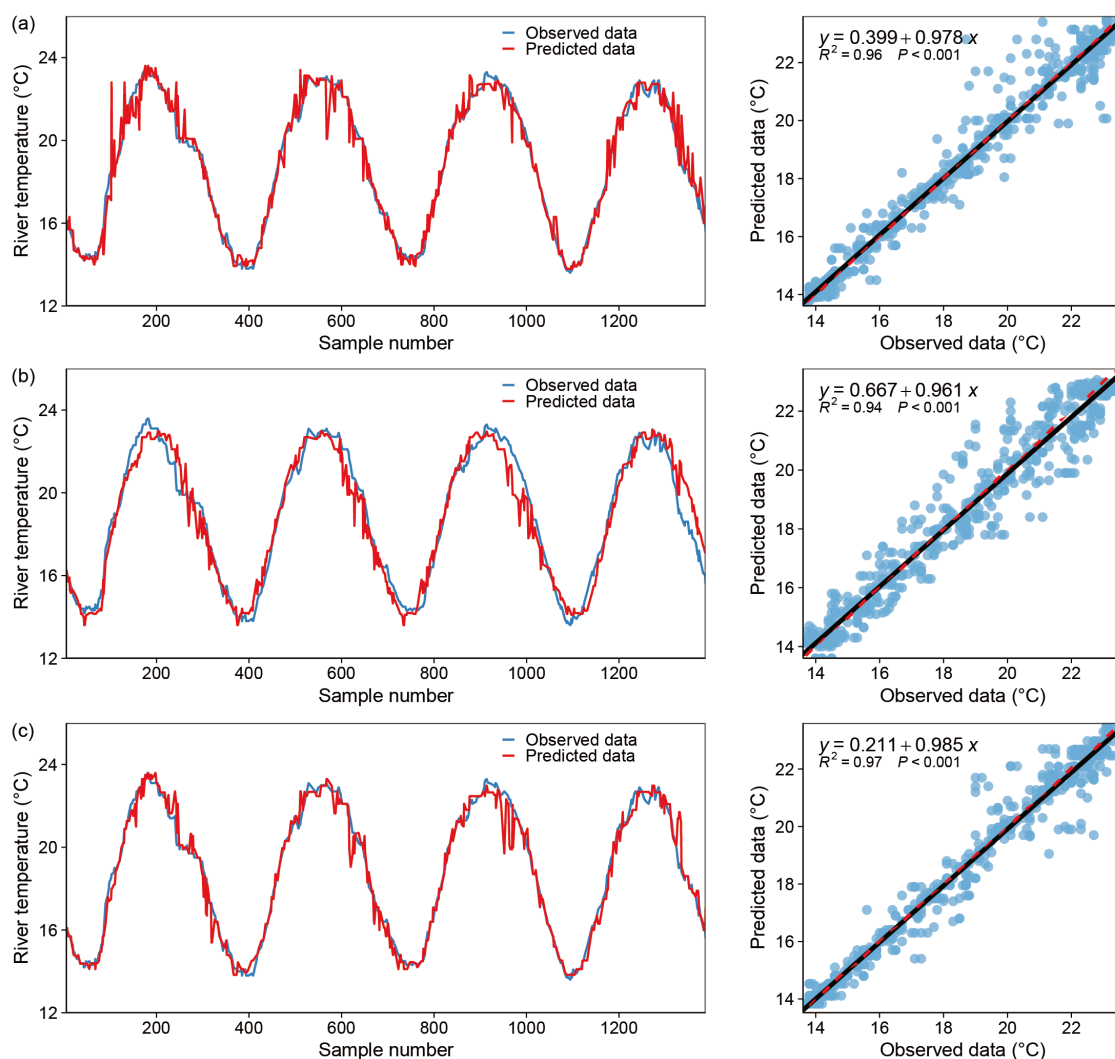 (a)
River temperature (°C)
24
20
16
12
Observed data
Predicted data
200 400 600 800 1000 1200
Sample number
Predicted data (°C)
22
20
18
16
14
y = 0.399 + 0.978 x
R² = 0.96 P < 0.001
14 16 18 20 22
Observed data (°C)
(b)
River temperature (°C)
24
20
16
12
Observed data
Predicted data
200 400 600 800 1000 1200
Sample number
Predicted data (°C)
22
20
18
16
14
y = 0.667 + 0.961 x
R² = 0.94 P < 0.001
14 16 18 20 22
Observed data (°C)
(c)
River temperature (°C)
24
20
16
12
Observed data
Predicted data
200 400 600 800 1000 1200
Sample number
Predicted data (°C)
22
20
18
16
14
y = 0.211 + 0.985 x
R² = 0.97 P < 0.001
14 16 18 20 22
Observed data (°C)